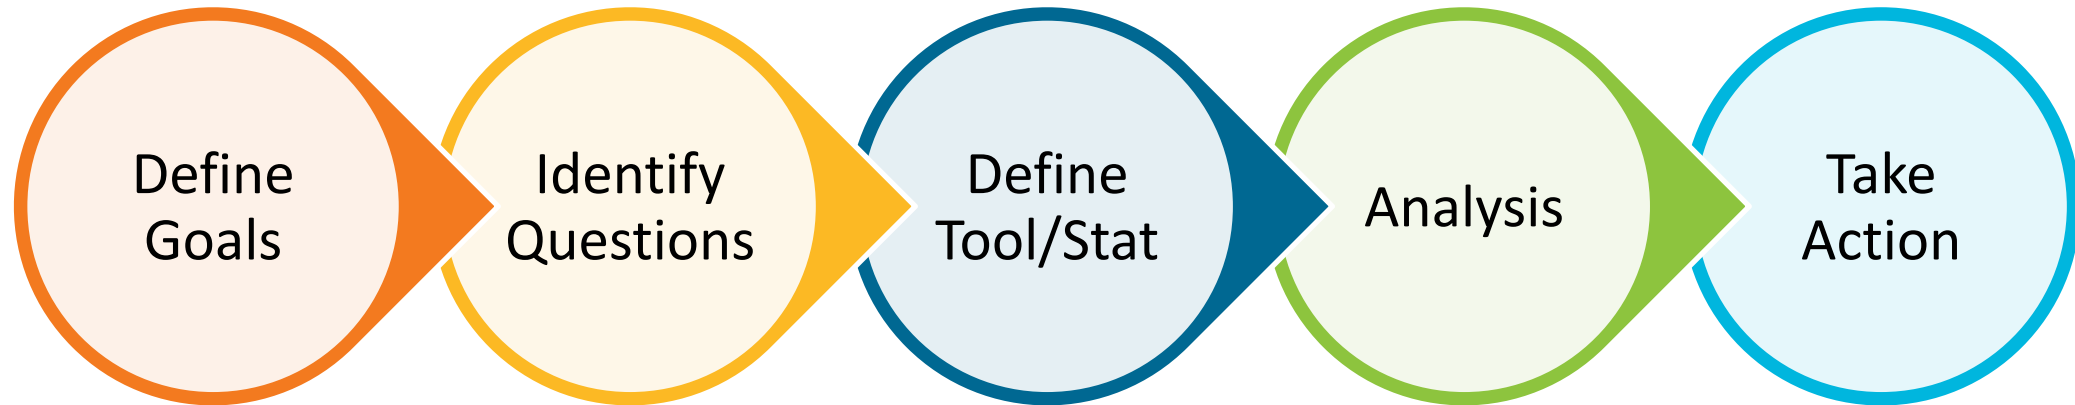 Define
Goals
Identify
Questions
Define
Tool/Stat
Analysis
Take
Action